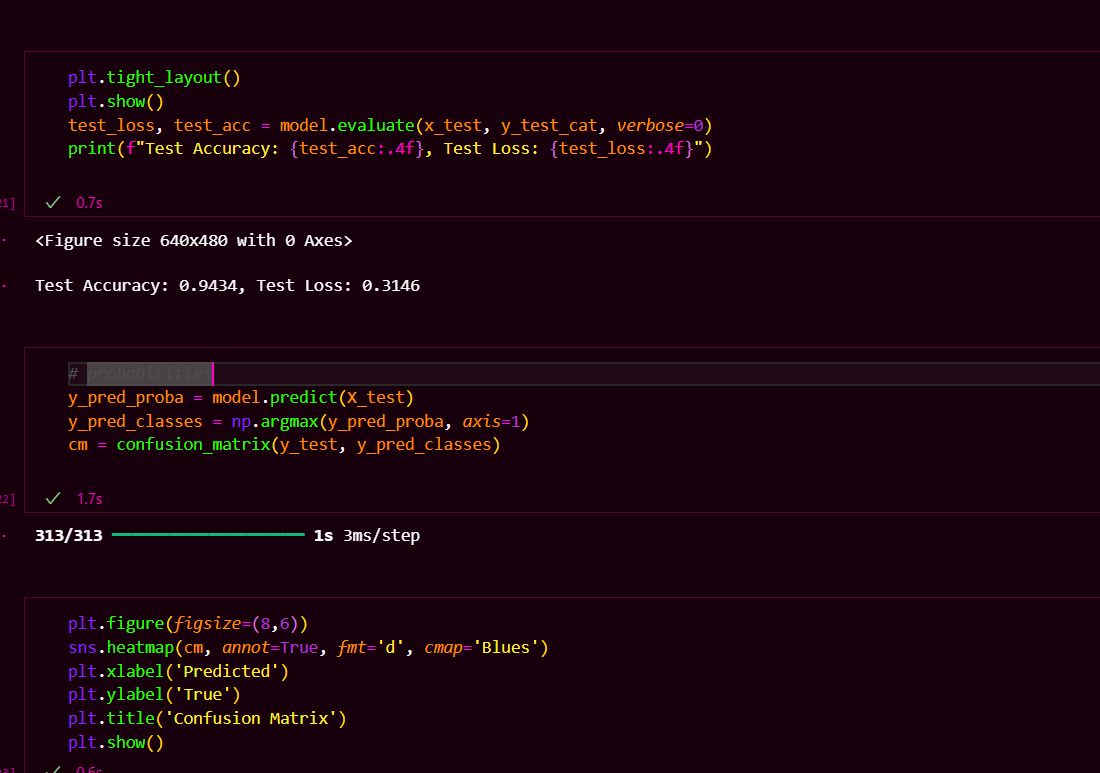 plt.tight_layout()
plt.show()
test_loss, test_acc = model.evaluate(x_test, y_test_cat, verbose=0)
print(f"Test Accuracy: {test_acc:.4f}, Test Loss: {test_loss:.4f}")
21]
0.7s
<Figure size 640x480 with 0 Axes>
Test Accuracy: 0.9434, Test Loss: 0.3146
# probabilities
y_pred_proba = model.predict(X_test)
y_pred_classes = np.argmax(y_pred_proba, axis=1)
cm = confusion_matrix(y_test, y_pred_classes)
22]
1.7s
313/313 1s 3ms/step
plt.figure(figsize=(8,6))
sns.heatmap(cm, annot=True, fmt='d', cmap='Blues')
plt.xlabel('Predicted')
plt.ylabel('True')
plt.title('Confusion Matrix')
plt.show()
0.6s